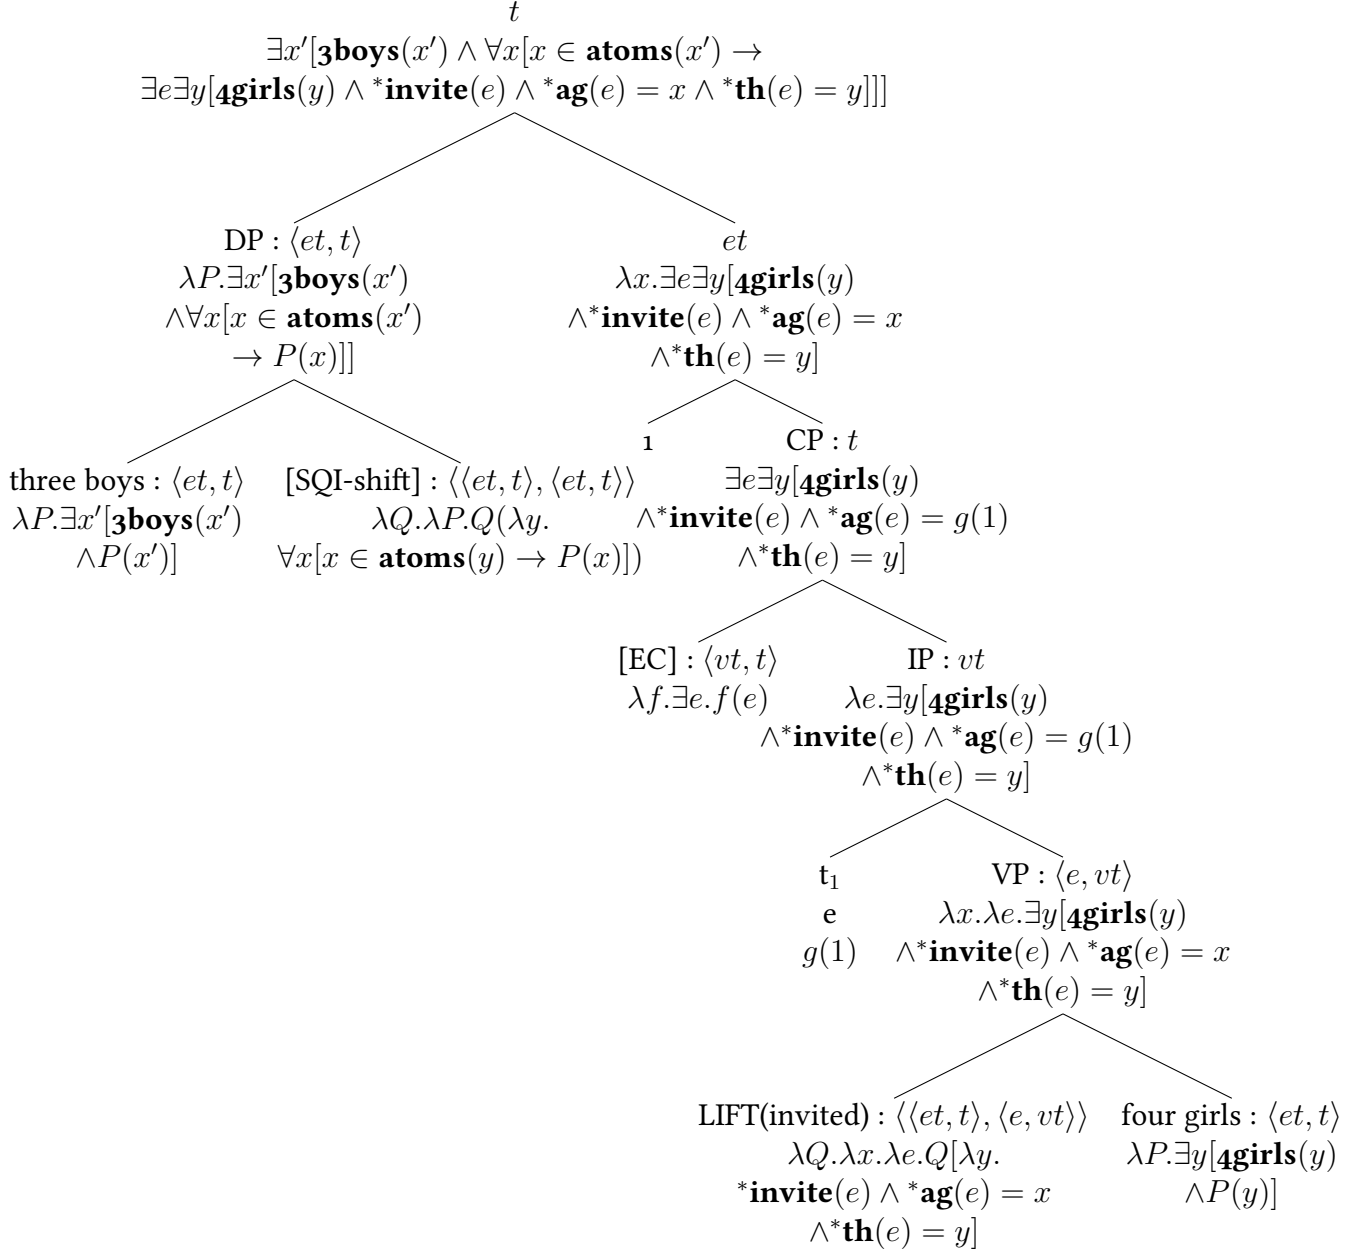 t
∃x′[3boys(x′) ∧ ∀x[x ∈ atoms(x′) →
∃e∃y[4girls(y) ∧ *invite(e) ∧ *ag(e) = x ∧ *th(e) = y]]]
DP : ⟨et, t⟩
λP.∃x′[3boys(x′)
∧∀x[x ∈ atoms(x′)
→ P(x)]]
et
λx.∃e∃y[4girls(y)
∧*invite(e) ∧ *ag(e) = x
∧*th(e) = y]
three boys : ⟨et, t⟩
λP.∃x′[3boys(x′)
∧P(x′)]
[SQI-shift] : ⟨⟨et, t⟩, ⟨et, t⟩⟩
λQ.λP.Q(λy.
∀x[x ∈ atoms(y) → P(x)])
1
CP : t
∃e∃y[4girls(y)
∧*invite(e) ∧ *ag(e) = g(1)
∧*th(e) = y]
[EC] : ⟨vt, t⟩
λf.∃e.f(e)
IP : vt
λe.∃y[4girls(y)
∧*invite(e) ∧ *ag(e) = g(1)
∧*th(e) = y]
t₁
e
g(1)
VP : ⟨e, vt⟩
λx.λe.∃y[4girls(y)
∧*invite(e) ∧ *ag(e) = x
∧*th(e) = y]
LIFT(invited) : ⟨⟨et, t⟩, ⟨e, vt⟩⟩
λQ.λx.λe.Q[λy.
*invite(e) ∧ *ag(e) = x
∧*th(e) = y]
four girls : ⟨et, t⟩
λP.∃y[4girls(y)
∧P(y)]